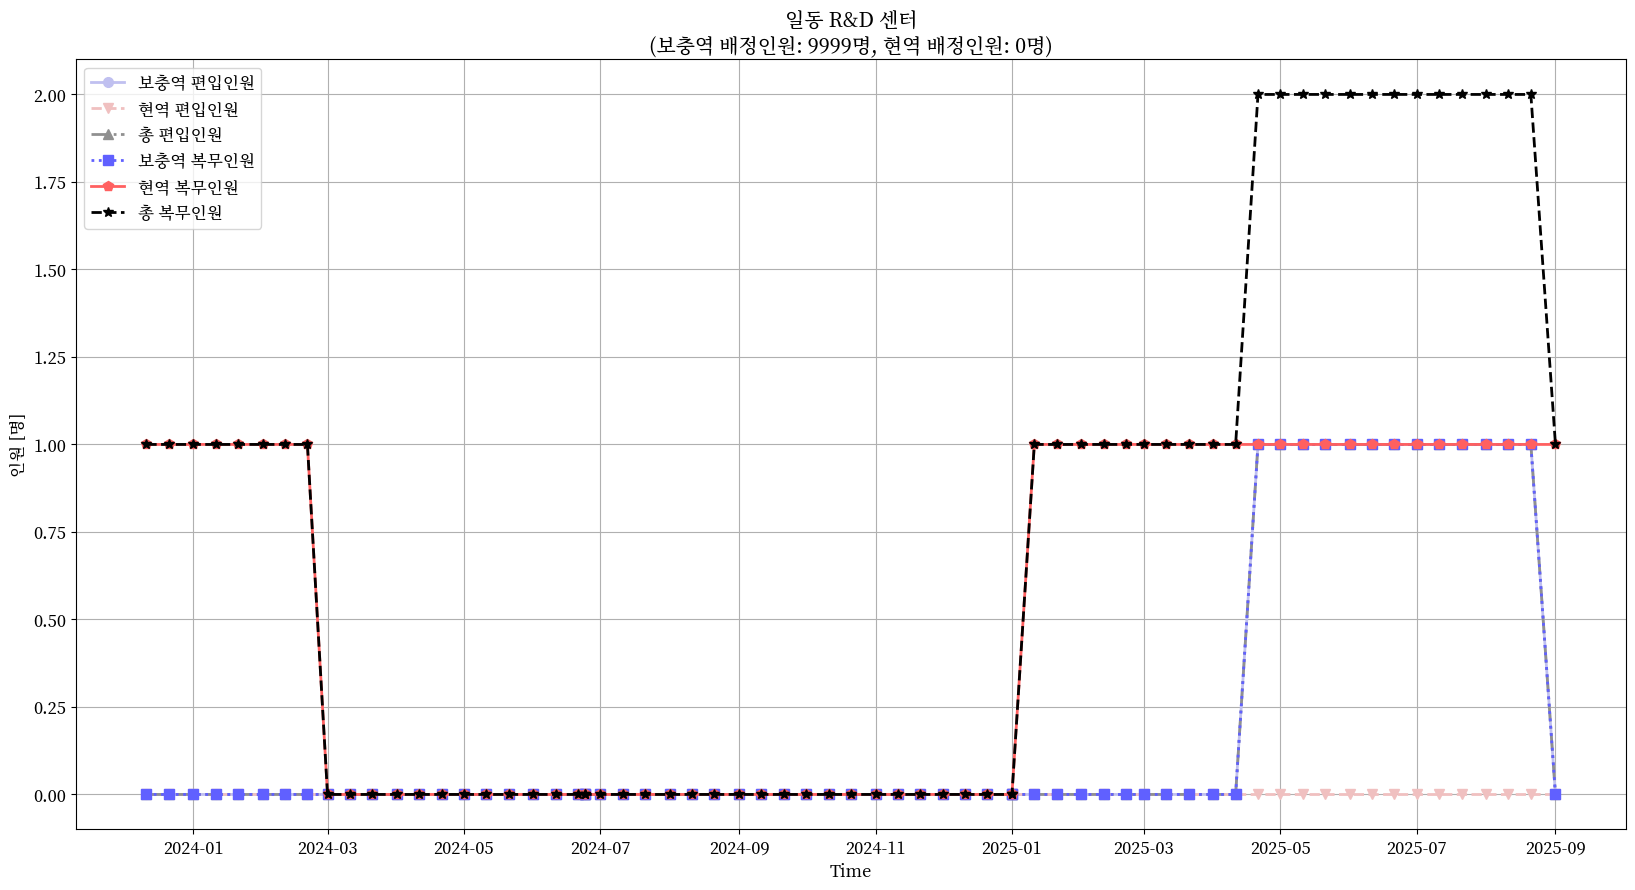 일동 R&D 센터
(보충역 배정인원: 9999명, 현역 배정인원: 0명)
보충역 편입인원
현역 편입인원
총 편입인원
보충역 복무인원
현역 복무인원
총 복무인원
2.00
1.75
1.50
1.25
1.00
0.75
0.50
0.25
0.00
인원 [명]
2024-01
2024-03
2024-05
2024-07
2024-09
2024-11
2025-01
2025-03
2025-05
2025-07
2025-09
Time